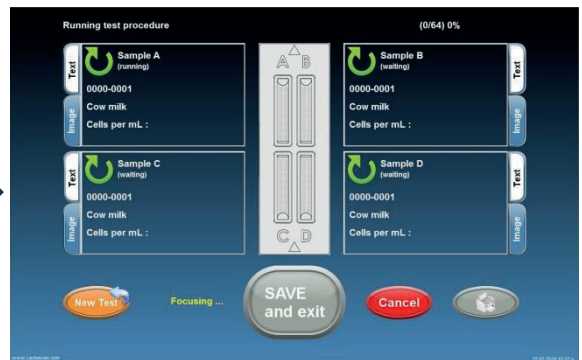 Running test procedure
(0/64) 0%
Text
Image
Sample A
(running)
0000-0001
Cow milk
Cells per mL :
A B
Sample B
(waiting)
0000-0001
Cow milk
Cells per mL :
Text
Image
Text
Image
Sample C
(waiting)
0000-0001
Cow milk
Cells per mL :
C D
Sample D
(waiting)
0000-0001
Cow milk
Cells per mL :
Text
Image
New Test
Focusing ...
SAVE
and exit
Cancel